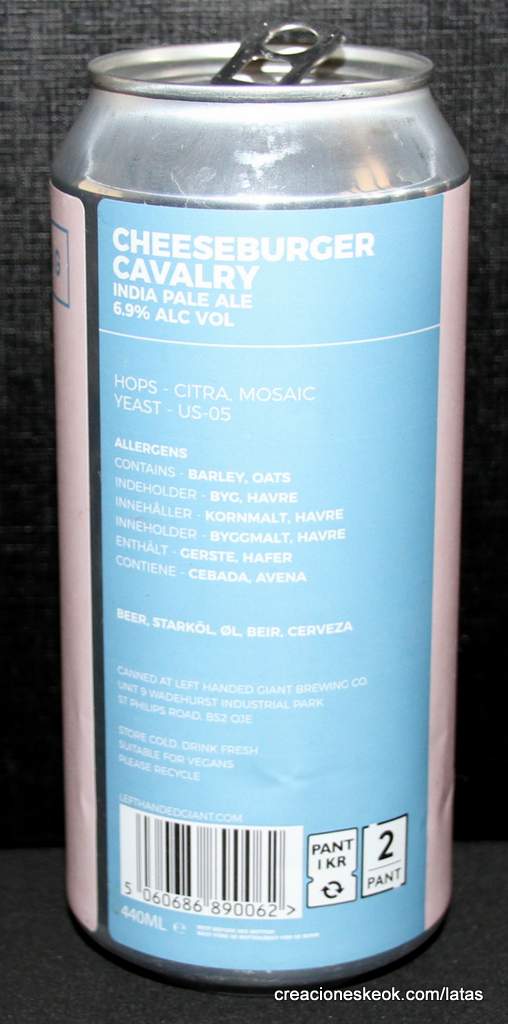 CHEESEBURGER
CAVALRY
INDIA PALE ALE
6.9% ALC VOL
HOPS - CITRA, MOSAIC
YEAST - US-05
ALLERGENS
CONTAINS - BARLEY, OATS
INDEHOLDER - BYG, HAVRE
INNEHÅLLER - KORNMALT, HAVRE
INNEHOLDER - BYGGMALT, HAVRE
ENTHÄLT - GERSTE, HAFER
CONTIENE - CEBADA, AVENA
BEER, STARKÖL, ØL, BEIR, CERVEZA
CANNED AT LEFT HANDED GIANT BREWING CO.
UNIT 9 WADEHURST INDUSTRIAL PARK
ST PHILIPS ROAD, BS2 0JE
STORE COLD, DRINK FRESH
SUITABLE FOR VEGANS
PLEASE RECYCLE
LEFTHANDEDGIANT.COM
PANT
1 KR
2
PANT
5 060686 890062 >
440ML e
creacioneskeok.com/latas